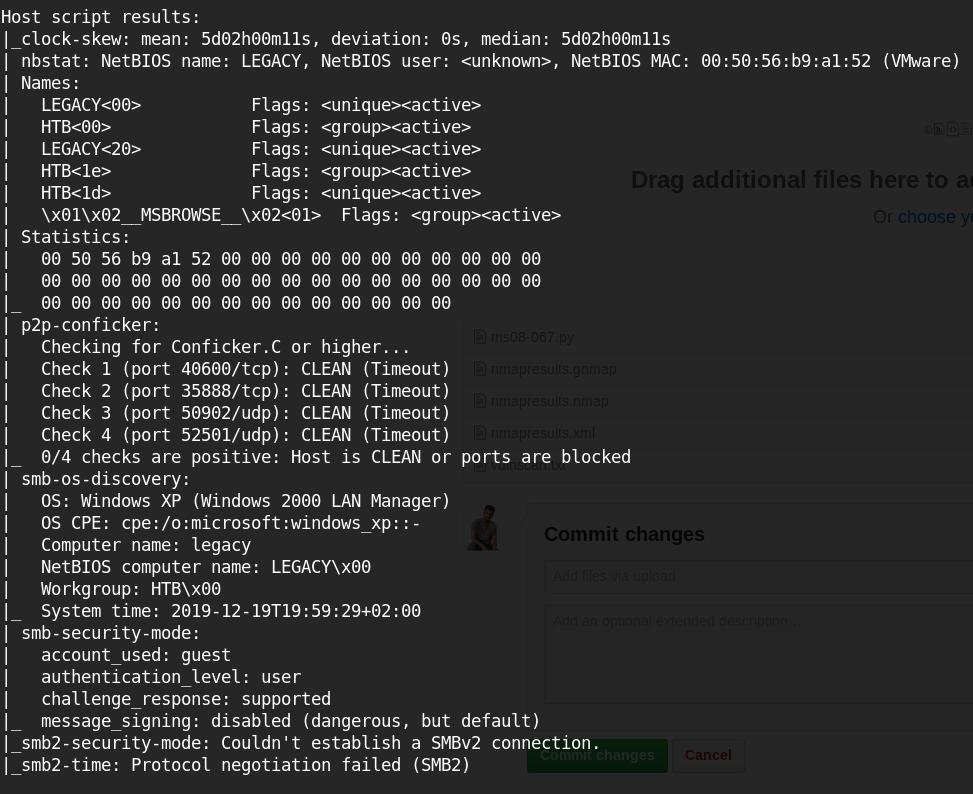 Host script results:
|_clock-skew: mean: 5d02h00m11s, deviation: 0s, median: 5d02h00m11s
| nbstat: NetBIOS name: LEGACY, NetBIOS user: <unknown>, NetBIOS MAC: 00:50:56:b9:a1:52 (VMware)
| Names:
|   LEGACY<00>           Flags: <unique><active>
|   HTB<00>              Flags: <group><active>
|   LEGACY<20>           Flags: <unique><active>
|   HTB<1e>              Flags: <group><active>
|   HTB<1d>              Flags: <unique><active>
|   \x01\x02__MSBROWSE__\x02<01>  Flags: <group><active>
| Statistics:
|   00 50 56 b9 a1 52 00 00 00 00 00 00 00 00 00 00 00
|   00 00 00 00 00 00 00 00 00 00 00 00 00 00 00 00 00
|_  00 00 00 00 00 00 00 00 00 00 00 00 00 00
| p2p-conficker:
|   Checking for Conficker.C or higher...
|   Check 1 (port 40600/tcp): CLEAN (Timeout)
|   Check 2 (port 35888/tcp): CLEAN (Timeout)
|   Check 3 (port 50902/udp): CLEAN (Timeout)
|   Check 4 (port 52501/udp): CLEAN (Timeout)
|_  0/4 checks are positive: Host is CLEAN or ports are blocked
| smb-os-discovery:
|   OS: Windows XP (Windows 2000 LAN Manager)
|   OS CPE: cpe:/o:microsoft:windows_xp::-
|   Computer name: legacy
|   NetBIOS computer name: LEGACY\x00
|   Workgroup: HTB\x00
|_  System time: 2019-12-19T19:59:29+02:00
| smb-security-mode:
|   account_used: guest
|   authentication_level: user
|   challenge_response: supported
|_  message_signing: disabled (dangerous, but default)
|_smb2-security-mode: Couldn't establish a SMBv2 connection.
|_smb2-time: Protocol negotiation failed (SMB2)
Drag additional files here to
Or choose
ms08-067.py
nmapresults.gnmap
nmapresults.nmap
nmapresults.xml
vulnscan.txt
Commit changes
Add files via upload
Add an optional extended description...
Commit changes
Cancel